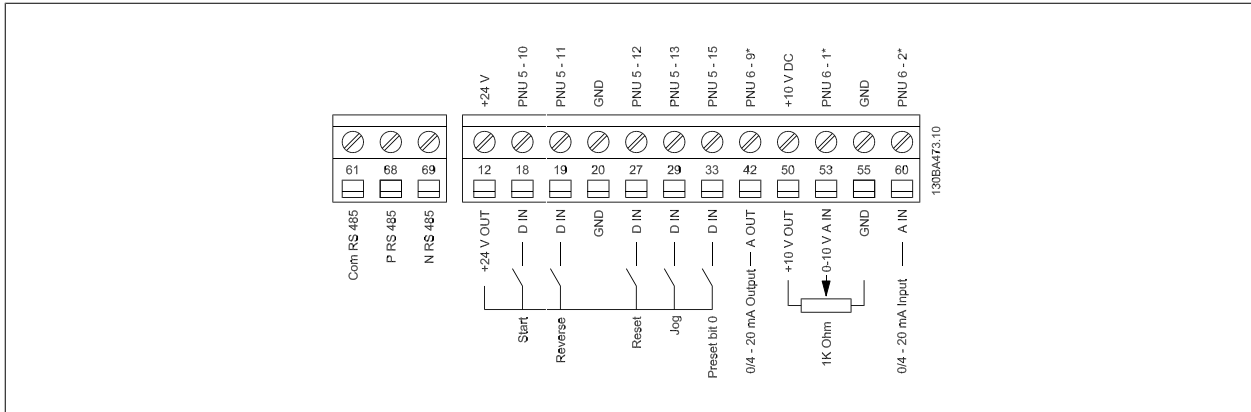 +24 V
PNU 5 - 10
PNU 5 - 11
GND
PNU 5 - 12
PNU 5 - 13
PNU 5 - 15
PNU 6 - 9*
+10 V DC
PNU 6 - 1*
GND
PNU 6 - 2*
61 68 69 12 18 19 20 27 29 33 42 50 53 55 60
130BA473.10
Com RS 485
P RS 485
N RS 485
+24 V OUT
D IN
D IN
GND
D IN
D IN
D IN
0/4 - 20 mA Output A OUT
+10 V OUT
0-10 V A IN
GND
0/4 - 20 mA Input A IN
Start
Reverse
Reset
Jog
Preset bit 0
1K Ohm